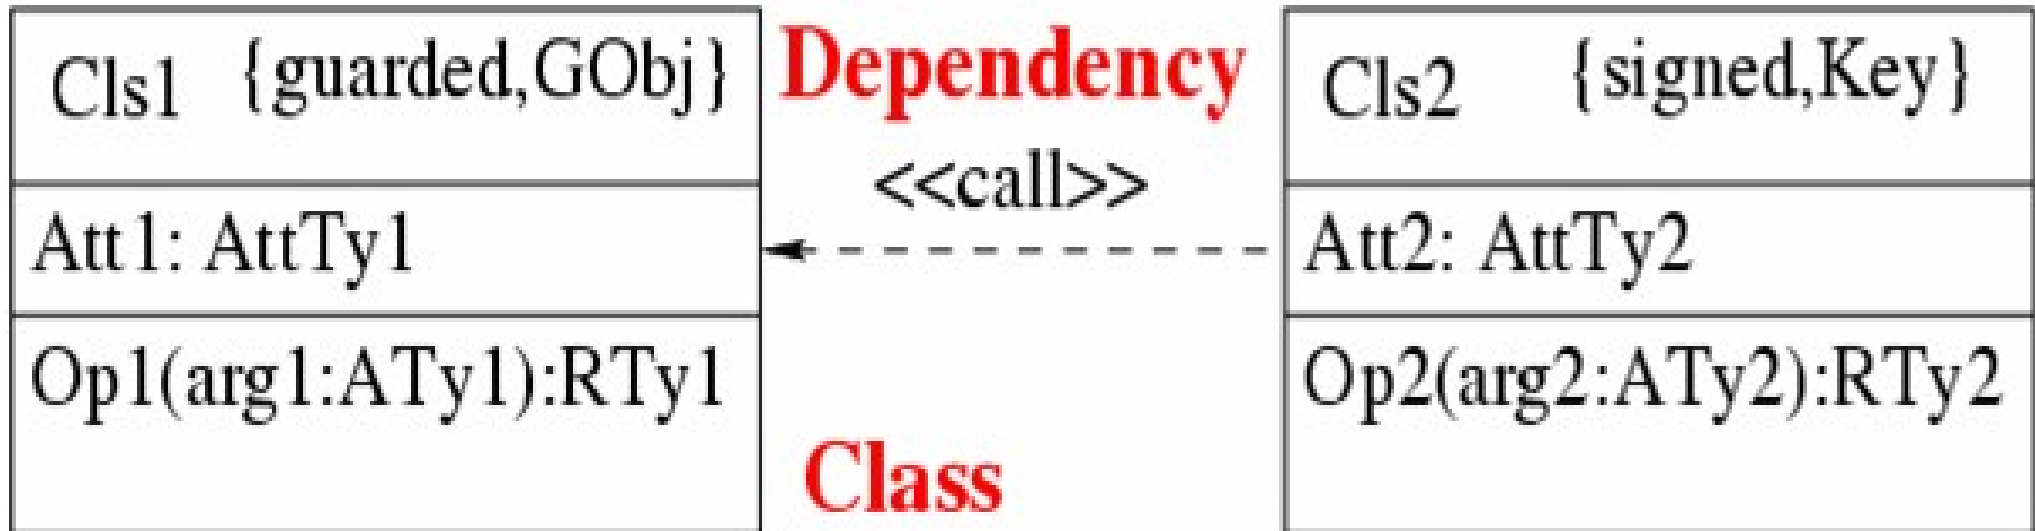 Cls1 {guarded,GObj}
Att1: AttTy1
Op1(arg1:ATy1):RTy1
Dependency
<<call>>
Class
Cls2 {signed,Key}
Att2: AttTy2
Op2(arg2:ATy2):RTy2